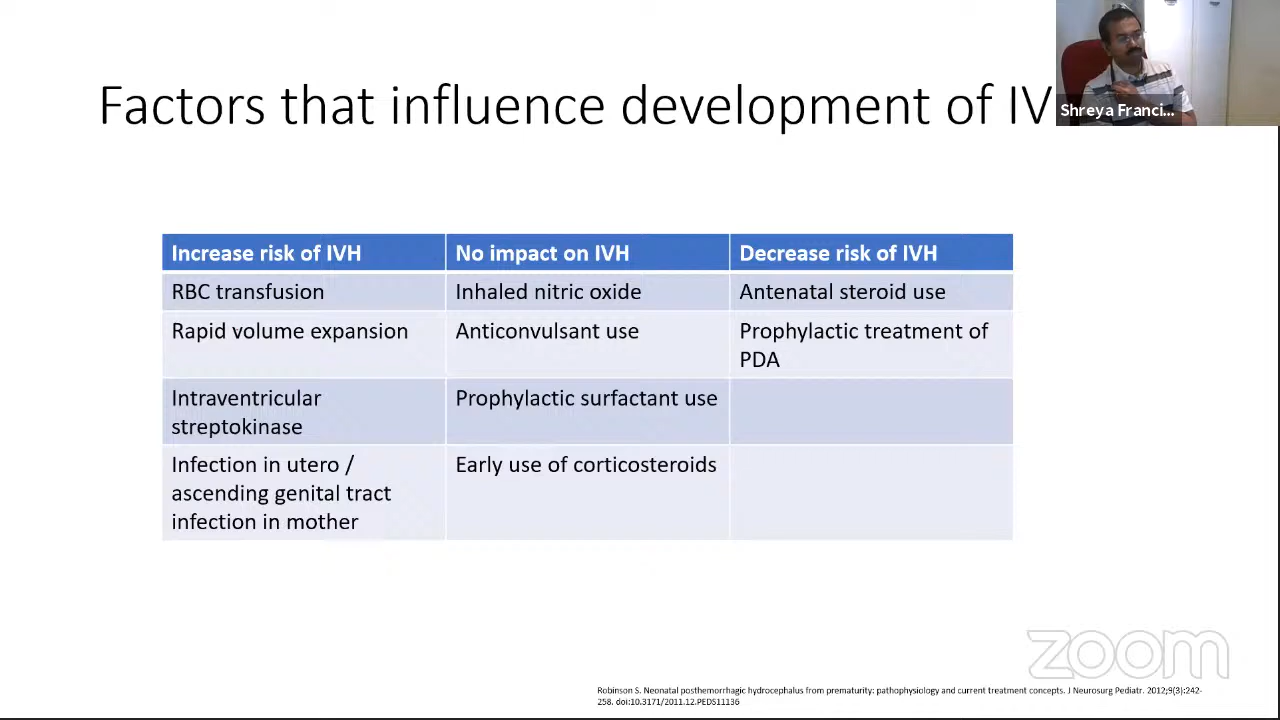 Factors that influence development of IV
Shreya Franci...
Increase risk of IVH
No impact on IVH
Decrease risk of IVH
RBC transfusion
Inhaled nitric oxide
Antenatal steroid use
Rapid volume expansion
Anticonvulsant use
Prophylactic treatment of
PDA
Intraventricular
streptokinase
Prophylactic surfactant use
Infection in utero /
ascending genital tract
infection in mother
Early use of corticosteroids
zoom
Robinson S. Neonatal posthemorrhagic hydrocephalus from prematurity: pathophysiology and current treatment concepts. J Neurosurg Pediatr. 2012;9(3):242-
258. doi:10.3171/2011.12.PEDS11136